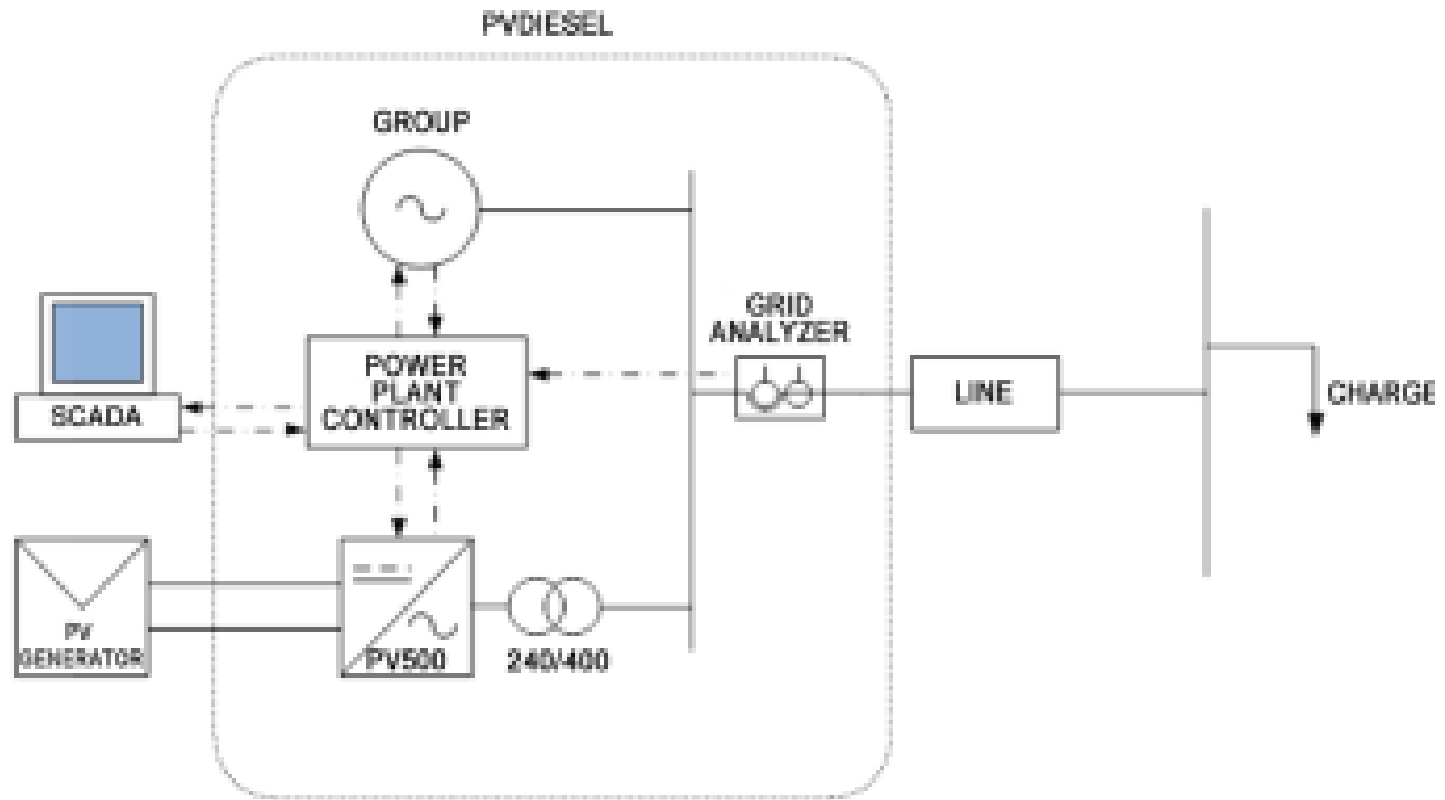 PVDIESEL
GROUP
GRID
ANALYZER
POWER
PLANT
CONTROLLER
SCADA
LINE
CHARGE
PV
GENERATOR
PV500
240/400